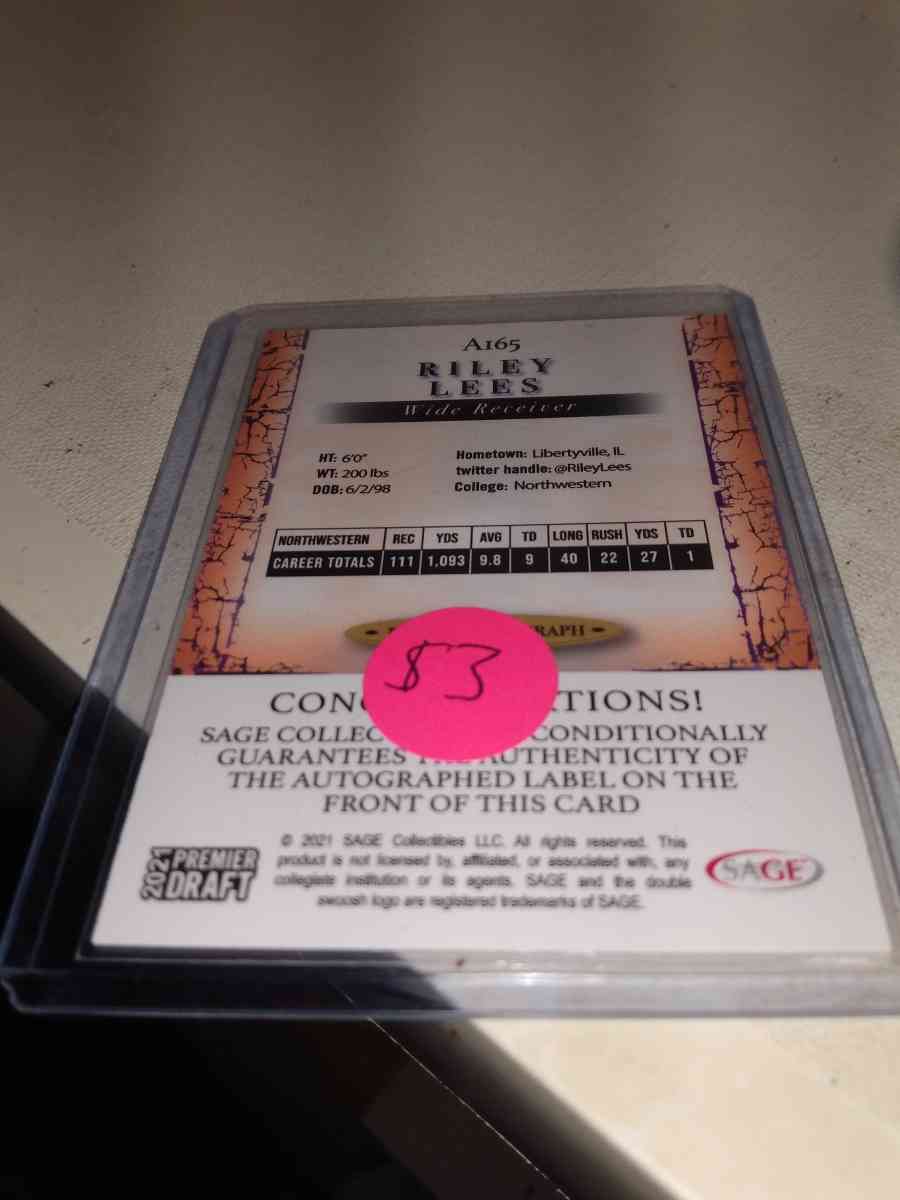 A165
RILEY
LEES
Wide Receiver
HT: 6'0"
WT: 200 lbs
DOB: 6/2/98
Hometown: Libertyville, IL
twitter handle: @RileyLees
College: Northwestern
NORTHWESTERN REC YDS AVG TD LONG RUSH YDS TD
CAREER TOTALS 111 1,093 9.8 9 40 22 27 1
RAPH
$3
CON TIONS!
SAGE COLLEC CONDITIONALLY
GUARANTEES AUTHENTICITY OF
THE AUTOGRAPHED LABEL ON THE
FRONT OF THIS CARD
© 2021 SAGE Collectibles LLC. All rights reserved. This
product is not licensed by, affiliated, or associated with, any
collegiate institution or its agents. SAGE and the double
swoosh logo are registered trademarks of SAGE.
2021 PREMIER
DRAFT
SAGE